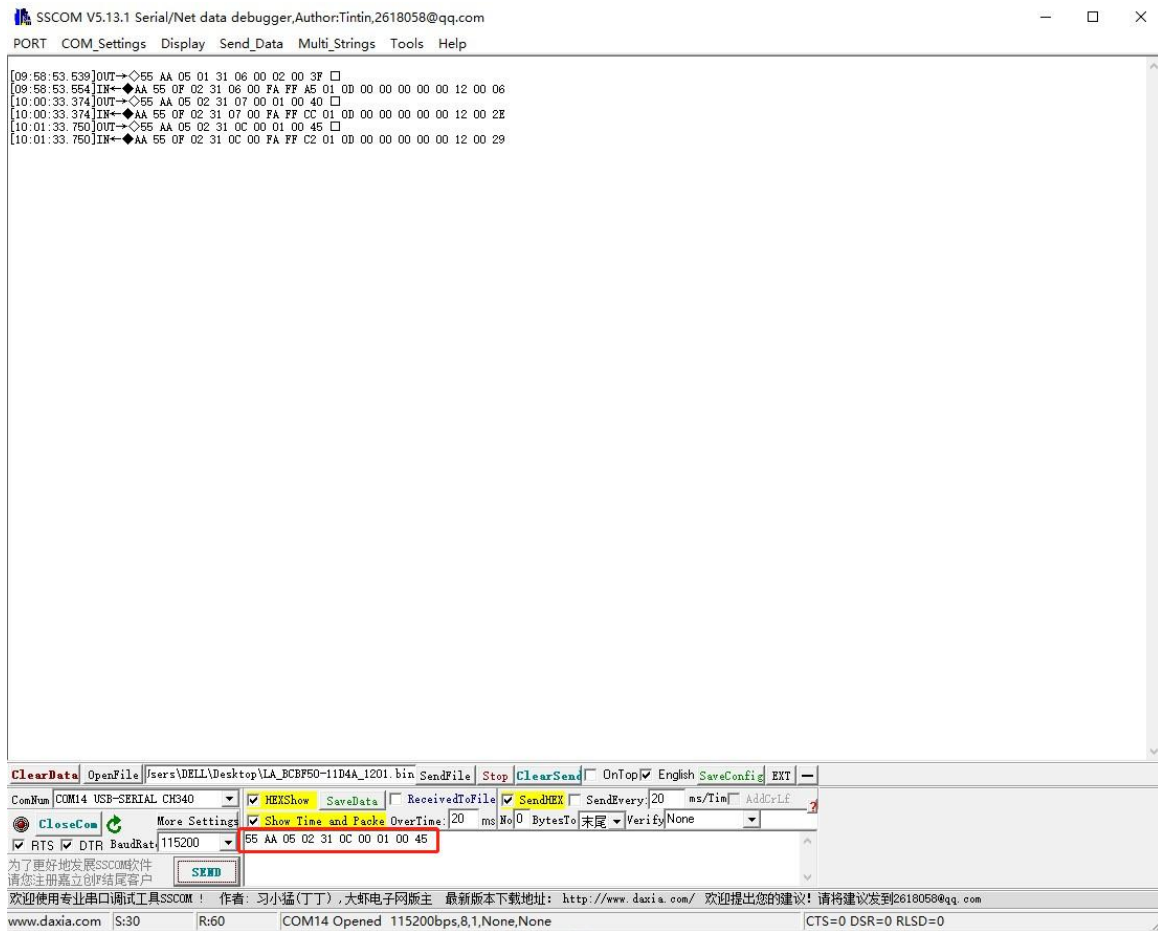 SSCOM V5.13.1 Serial/Net data debugger,Author:Tintin,2618058@qq.com
PORT COM_Settings Display Send_Data Multi_Strings Tools Help
[09:58:53.539]OUT→◇55 AA 05 01 31 06 00 02 00 3F □
[09:58:53.554]IN←◆AA 55 0F 02 31 06 00 FA FF A5 01 0D 00 00 00 00 00 12 00 06
[10:00:33.374]OUT→◇55 AA 05 02 31 07 00 01 00 40 □
[10:00:33.374]IN←◆AA 55 0F 02 31 07 00 FA FF CC 01 0D 00 00 00 00 00 12 00 2E
[10:01:33.750]OUT→◇55 AA 05 02 31 0C 00 01 00 45 □
[10:01:33.750]IN←◆AA 55 0F 02 31 0C 00 FA FF C2 01 0D 00 00 00 00 00 12 00 29
ClearData OpenFile Jsers\DELL\Desktop\LA_BCBF50-11D4A_1201.bin SendFile Stop ClearSend OnTop English SaveConfig EXT —
ComNum COM14 USB-SERIAL CH340 HEXShow SaveData ReceivedToFile SendHEX SendEvery: 20 ms/Tim AddCrLf ?
CloseCom More Settings Show Time and Packe OverTime: 20 ms No 0 BytesTo 末尾 Verify None
RTS DTR BaudRat 115200 55 AA 05 02 31 0C 00 01 00 45
为了更好地发展SSCOM软件
请您注册嘉立创F结尾客户 SEND
欢迎使用专业串口调试工具SSCOM ! 作者: 习小猛(丁丁),大虾电子网版主 最新版本下载地址: http://www.daxia.com/ 欢迎提出您的建议! 请将建议发到2618058@qq.com
www.daxia.com S:30 R:60 COM14 Opened 115200bps,8,1,None,None CTS=0 DSR=0 RLSD=0